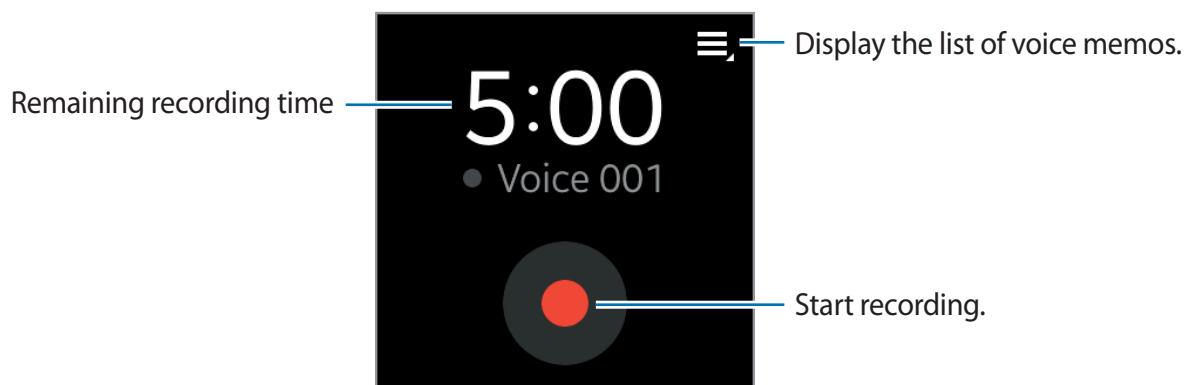 Display the list of voice memos.
Remaining recording time
5:00
Voice 001
Start recording.